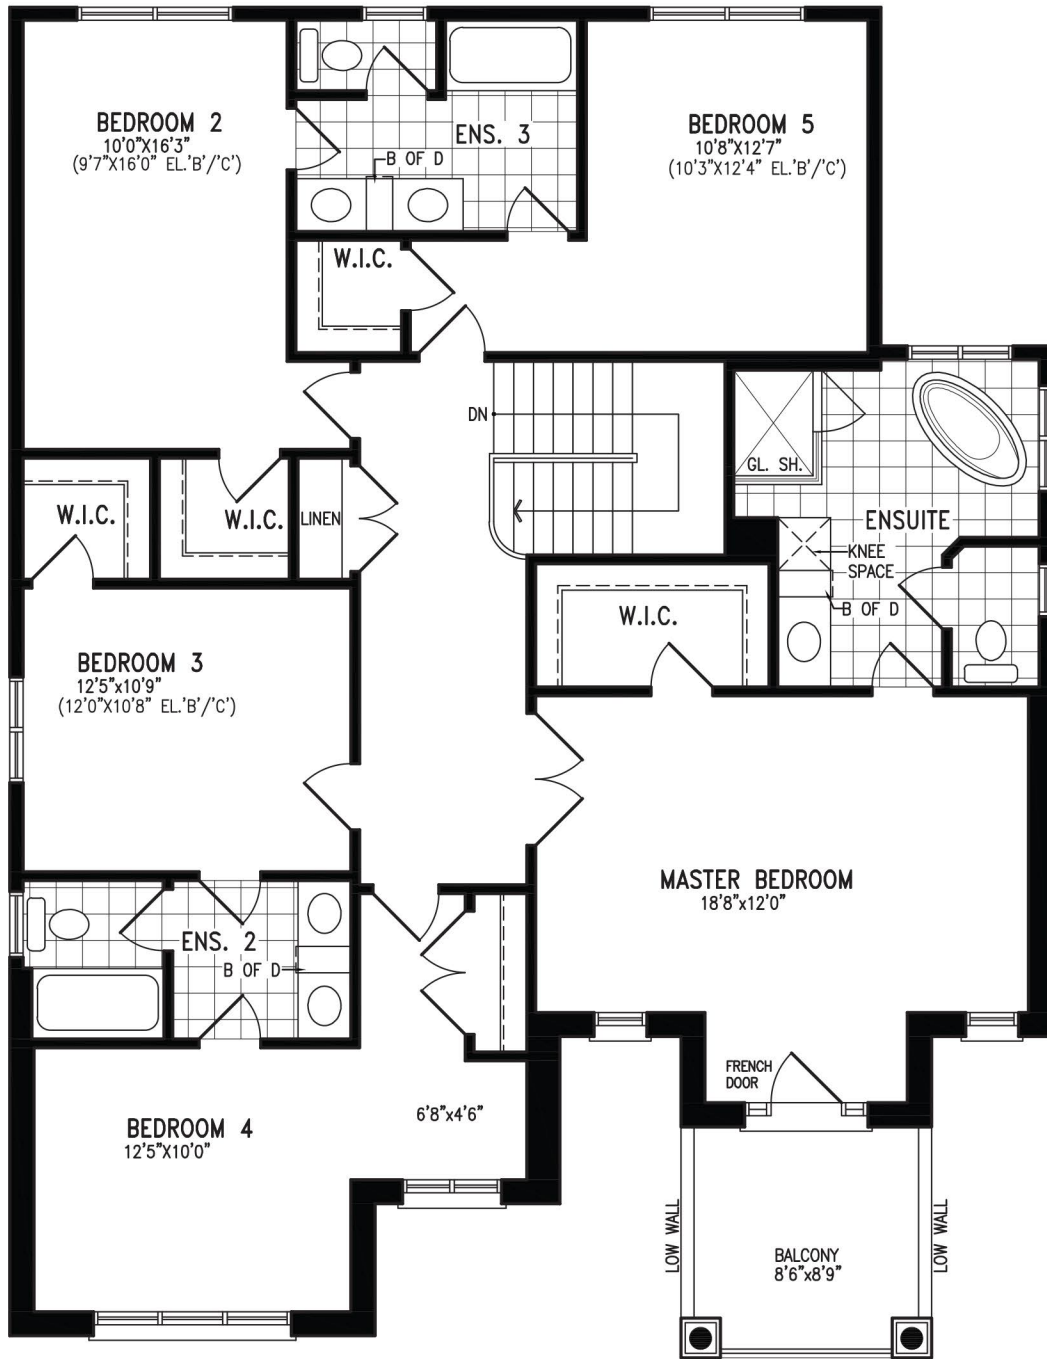 BEDROOM 2
10'0"X16'3"
(9'7"X16'0" EL.'B'/'C')
ENS. 3
B OF D
BEDROOM 5
10'8"X12'7"
(10'3"X12'4" EL.'B'/'C')
W.I.C.
DN
GL. SH.
ENSUITE
KNEE
SPACE
B OF D
W.I.C.
W.I.C.
LINEN
W.I.C.
BEDROOM 3
12'5"x10'9"
(12'0"X10'8" EL.'B'/'C')
MASTER BEDROOM
18'8"x12'0"
ENS. 2
B OF D
FRENCH
DOOR
BEDROOM 4
12'5"X10'0"
6'8"x4'6"
LOW WALL
BALCONY
8'6"x8'9"
LOW WALL